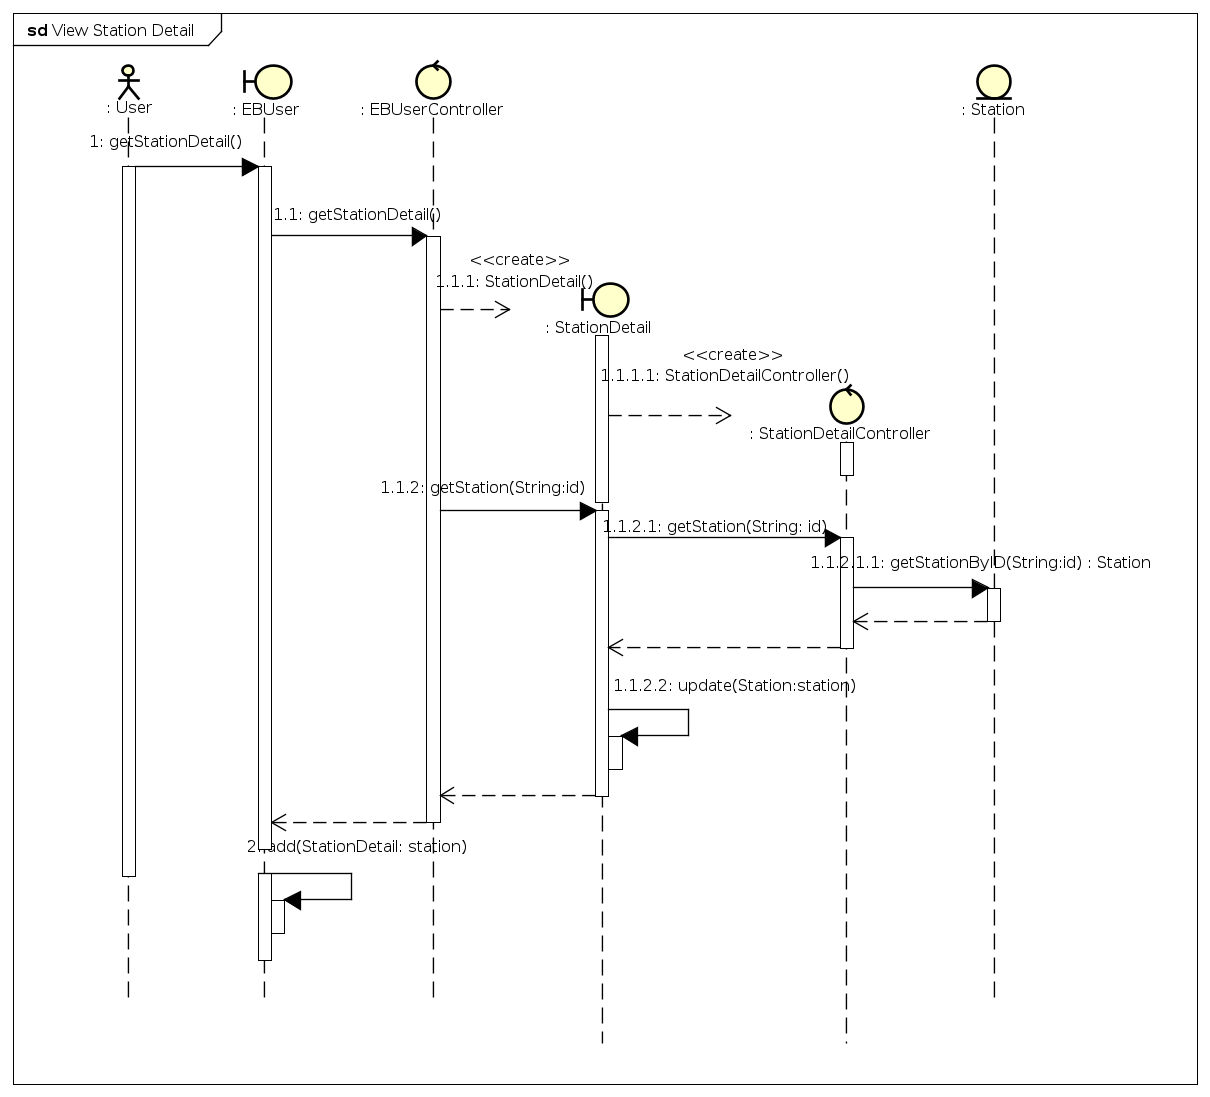 sd View Station Detail
: User
: EBUser
: EBUserController
: Station
1: getStationDetail()
1.1: getStationDetail()
<<create>>
1.1.1: StationDetail()
: StationDetail
<<create>>
1.1.1.1: StationDetailController()
: StationDetailController
1.1.2: getStation(String:id)
1.1.2.1: getStation(String: id)
1.1.2.1.1: getStationByID(String:id) : Station
1.1.2.2: update(Station:station)
2: add(StationDetail: station)